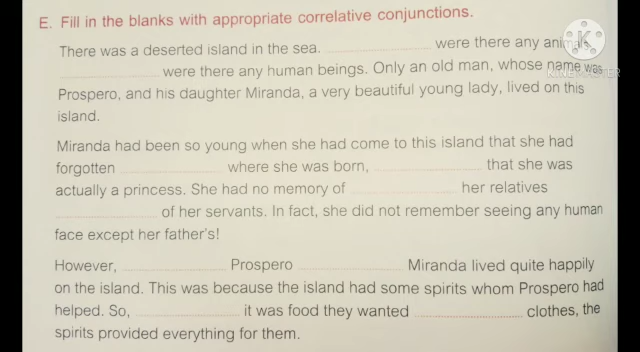 E. Fill in the blanks with appropriate correlative conjunctions.
There was a deserted island in the sea. ____________ were there any animals,
____________ were there any human beings. Only an old man, whose name was
Prospero, and his daughter Miranda, a very beautiful young lady, lived on this
island.
Miranda had been so young when she had come to this island that she had
forgotten ____________ where she was born, ____________ that she was
actually a princess. She had no memory of ____________ her relatives
____________ of her servants. In fact, she did not remember seeing any human
face except her father's!
However, ____________ Prospero ____________ Miranda lived quite happily
on the island. This was because the island had some spirits whom Prospero had
helped. So, ____________ it was food they wanted ____________ clothes, the
spirits provided everything for them.
KINEMASTER